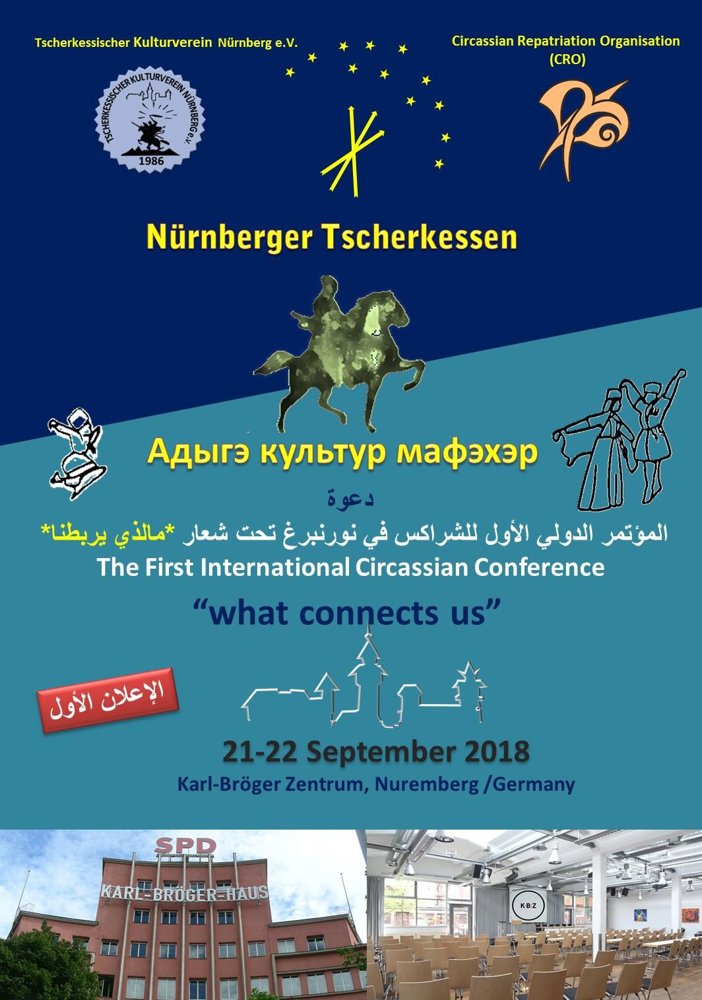 Tscherkessischer Kulturverein Nürnberg e.V.
Circassian Repatriation Organisation
(CRO)
TSCHERKESSISCHER KULTURVEREIN NÜRNBERG e.V.
1986
Nürnberger Tscherkessen
Адыгэ культур мафэхэр
دعوة
المؤتمر الدولي الأول للشراكس في نورنبرغ تحت شعار *مالذي يربطنا*
The First International Circassian Conference
“what connects us”
الإعلان الأول
21-22 September 2018
Karl-Bröger Zentrum, Nuremberg /Germany
SPD
KARL-BRÖGER-HAUS
K·B·Z